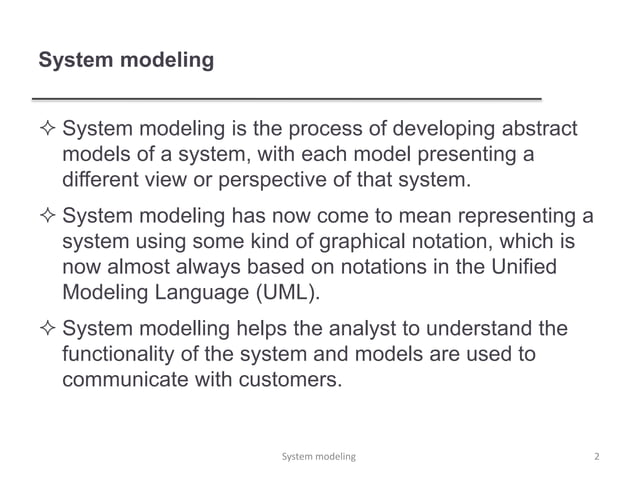 System modeling
✧ System modeling is the process of developing abstract
models of a system, with each model presenting a
different view or perspective of that system.
✧ System modeling has now come to mean representing a
system using some kind of graphical notation, which is
now almost always based on notations in the Unified
Modeling Language (UML).
✧ System modelling helps the analyst to understand the
functionality of the system and models are used to
communicate with customers.
System modeling
2